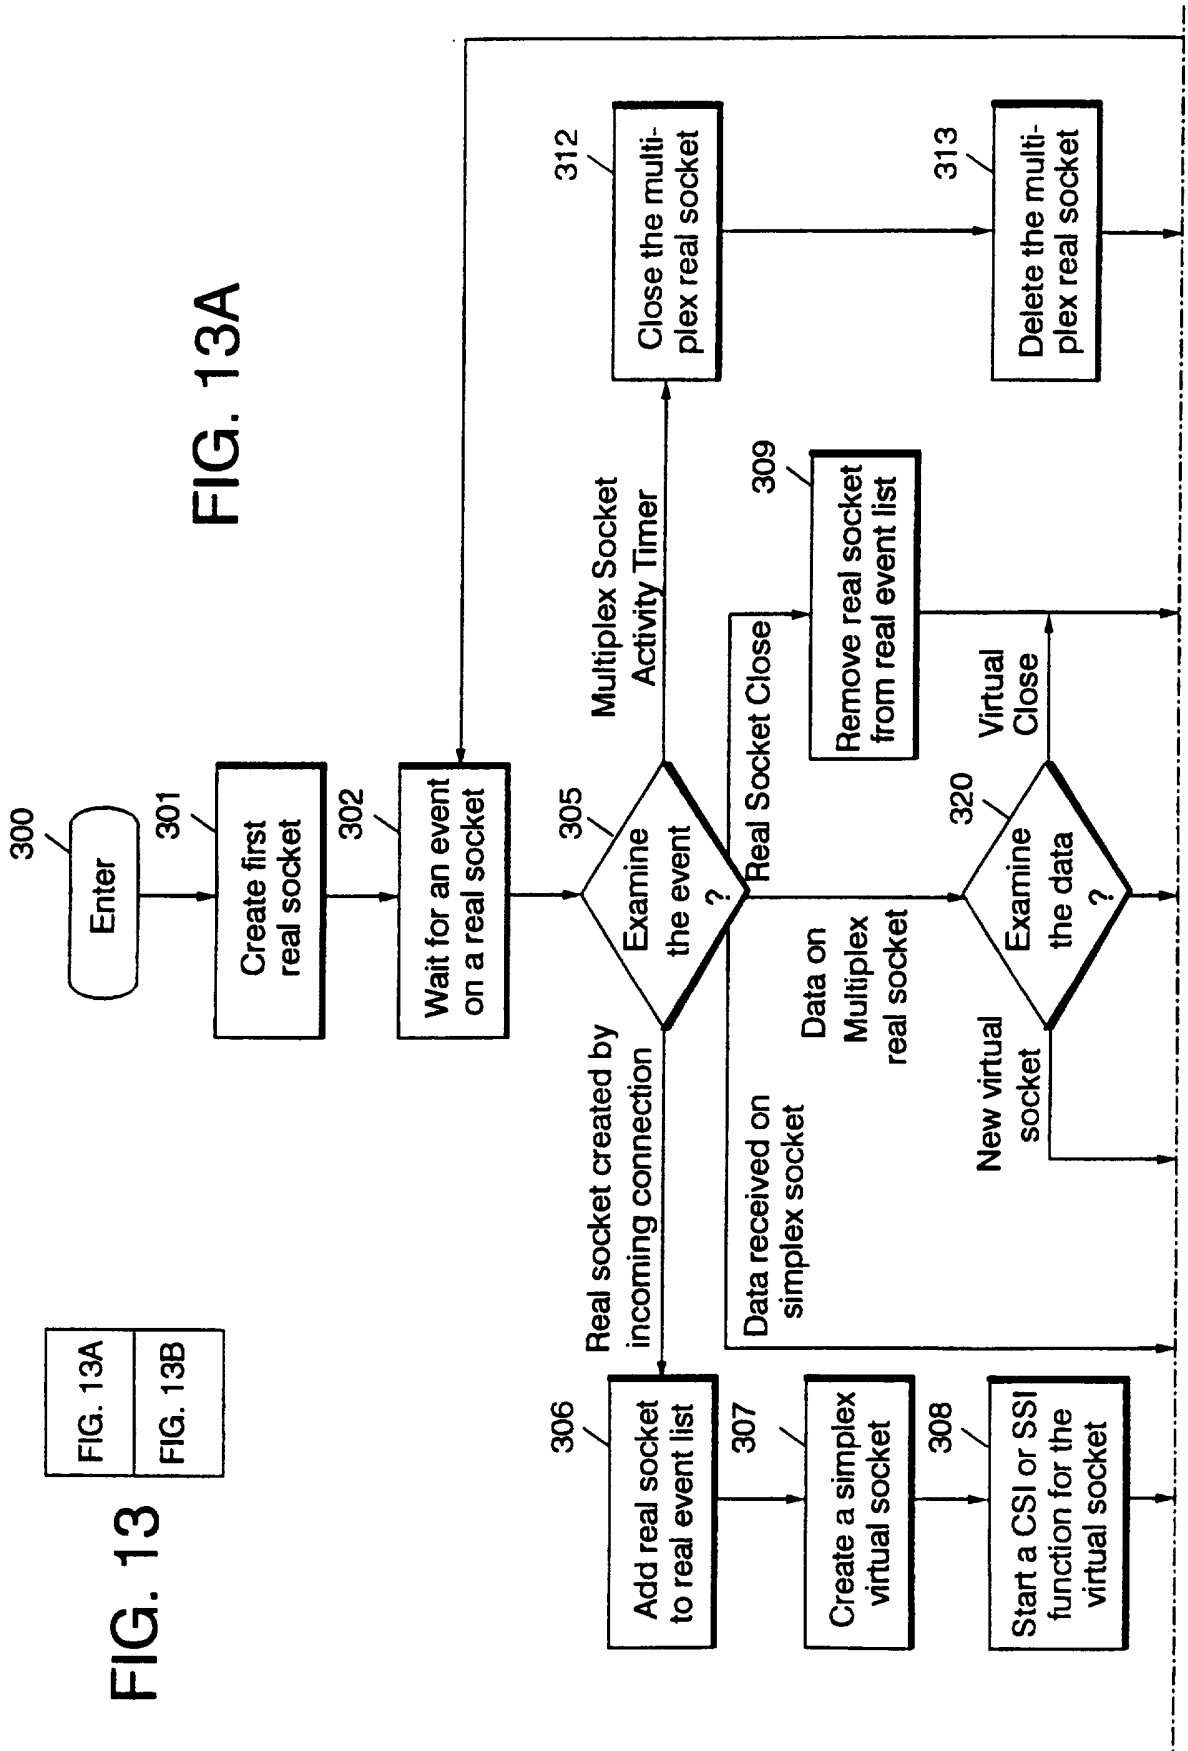 FIG. 13
FIG. 13A
FIG. 13B
FIG. 13A
300
Enter
301
Create first
real socket
302
Wait for an event
on a real socket
305
Examine
the event
?
Real socket created by
incoming connection
Data received on
simplex socket
Data on
Multiplex
real socket
Real Socket Close
Multiplex Socket
Activity Timer
306
Add real socket
to real event list
307
Create a simplex
virtual socket
308
Start a CSI or SSI
function for the
virtual socket
309
Remove real socket
from real event list
312
Close the multi-
plex real socket
313
Delete the multi-
plex real socket
320
Examine
the data
?
New virtual
socket
Virtual
Close